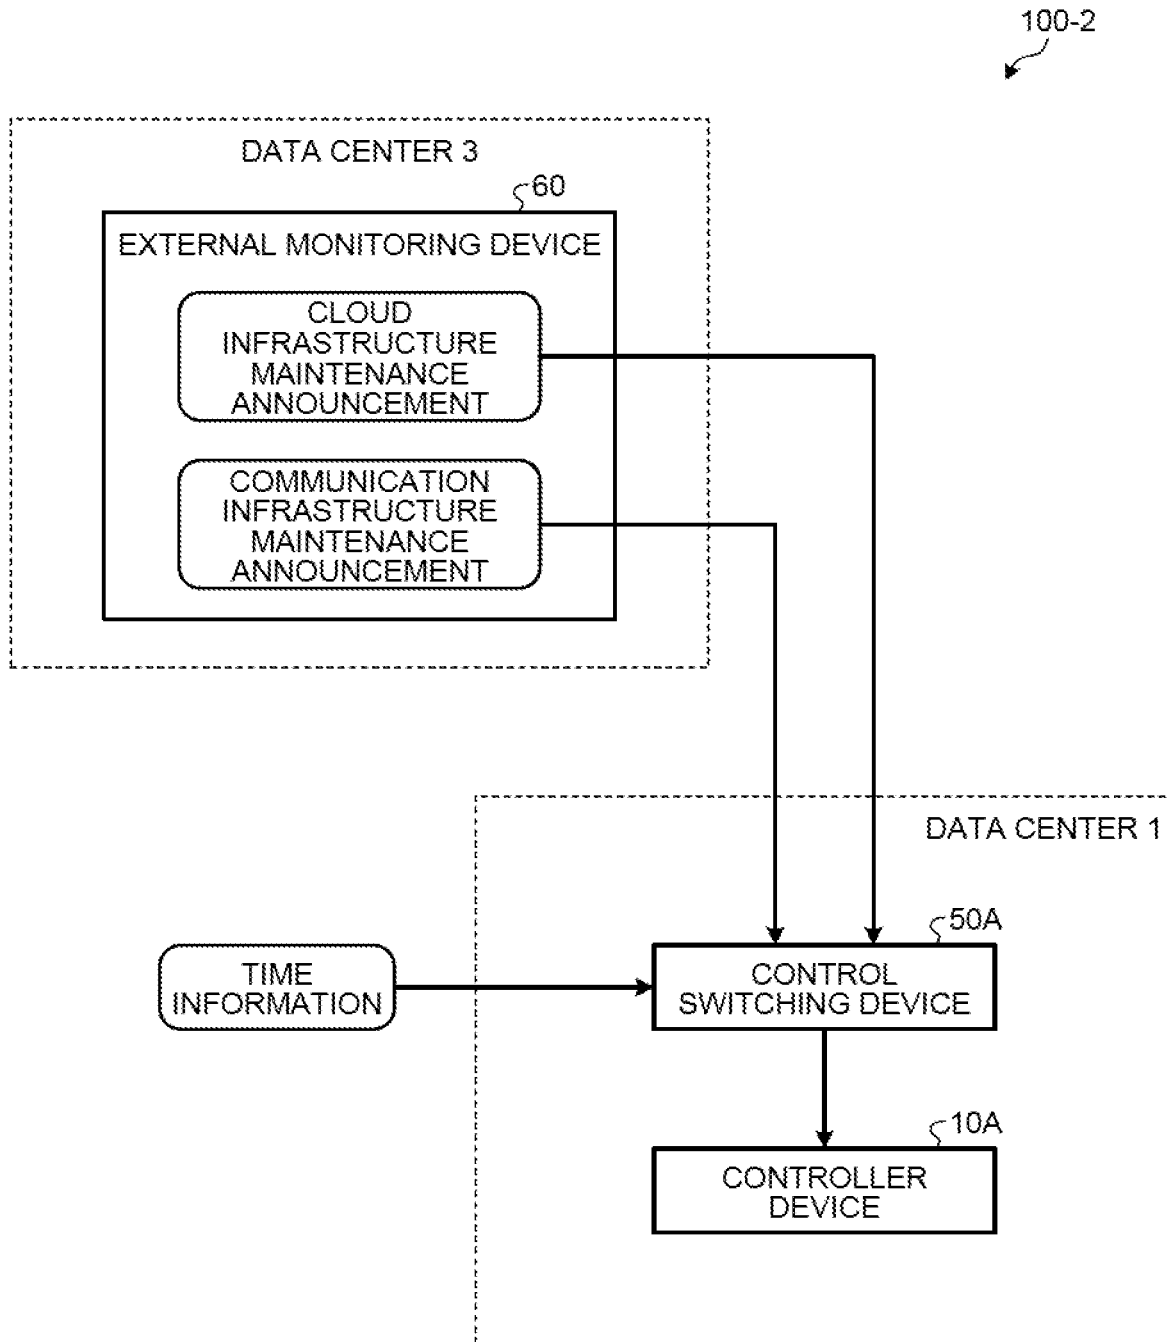 100-2
DATA CENTER 3
60
EXTERNAL MONITORING DEVICE
CLOUD
INFRASTRUCTURE
MAINTENANCE
ANNOUNCEMENT
COMMUNICATION
INFRASTRUCTURE
MAINTENANCE
ANNOUNCEMENT
DATA CENTER 1
50A
TIME
INFORMATION
CONTROL
SWITCHING DEVICE
10A
CONTROLLER
DEVICE